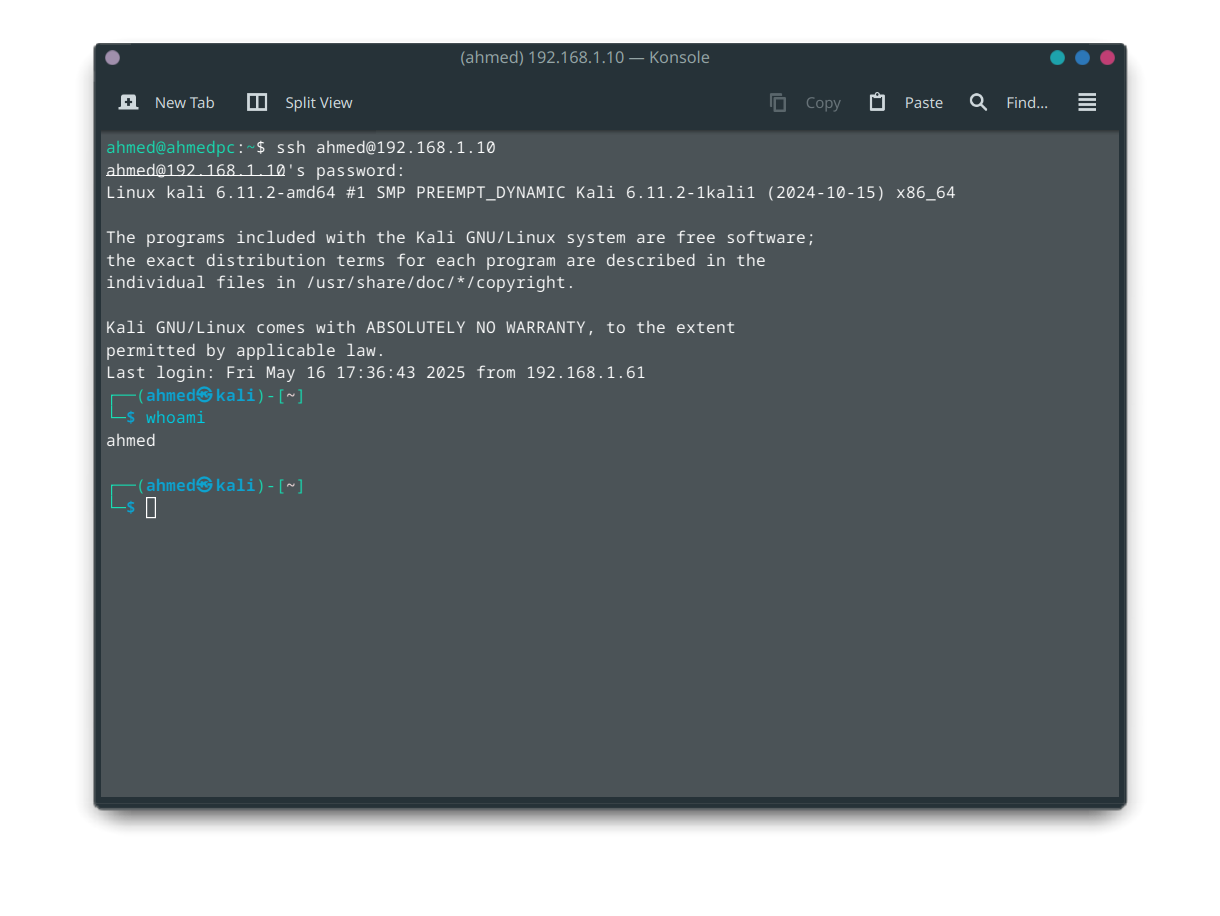 (ahmed) 192.168.1.10 — Konsole
New Tab Split View Copy Paste Find...
ahmed@ahmedpc:~$ ssh ahmed@192.168.1.10
ahmed@192.168.1.10's password:
Linux kali 6.11.2-amd64 #1 SMP PREEMPT_DYNAMIC Kali 6.11.2-1kali1 (2024-10-15) x86_64

The programs included with the Kali GNU/Linux system are free software;
the exact distribution terms for each program are described in the
individual files in /usr/share/doc/*/copyright.

Kali GNU/Linux comes with ABSOLUTELY NO WARRANTY, to the extent
permitted by applicable law.
Last login: Fri May 16 17:36:43 2025 from 192.168.1.61
┌──(ahmed㉿kali)-[~]
└─$ whoami
ahmed

┌──(ahmed㉿kali)-[~]
└─$